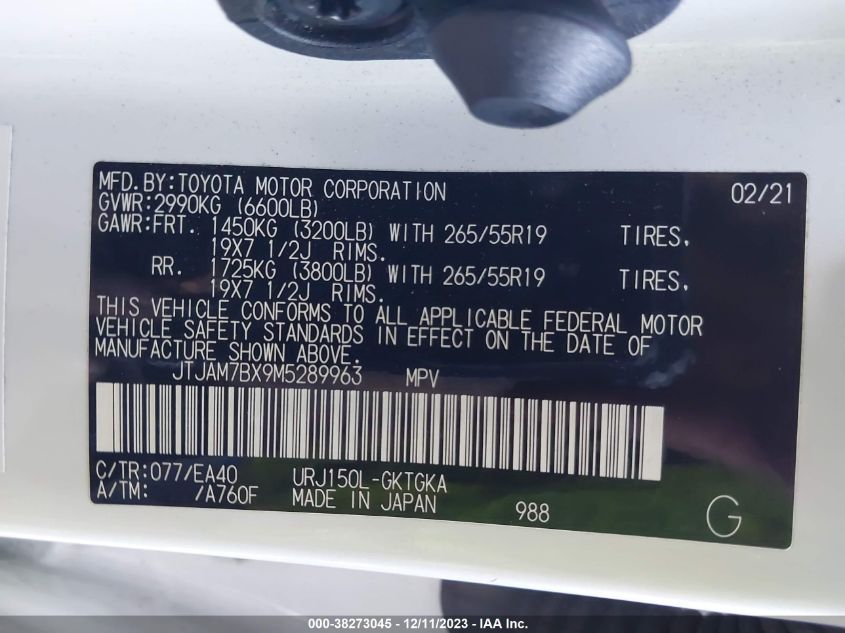 MFD.BY:TOYOTA MOTOR CORPORATION 02/21
GVWR:2990KG (6600LB)
GAWR:FRT. 1450KG (3200LB) WITH 265/55R19 TIRES.
19X7 1/2J RIMS.
RR. 1725KG (3800LB) WITH 265/55R19 TIRES.
19X7 1/2J RIMS.
THIS VEHICLE CONFORMS TO ALL APPLICABLE FEDERAL MOTOR
VEHICLE SAFETY STANDARDS IN EFFECT ON THE DATE OF
MANUFACTURE SHOWN ABOVE.
JTJAM7BX9M5289963 MPV
C/TR:077/EA40 URJ150L-GKTGKA
A/TM: /A760F MADE IN JAPAN 988 G
000-38273045 - 12/11/2023 - IAA Inc.